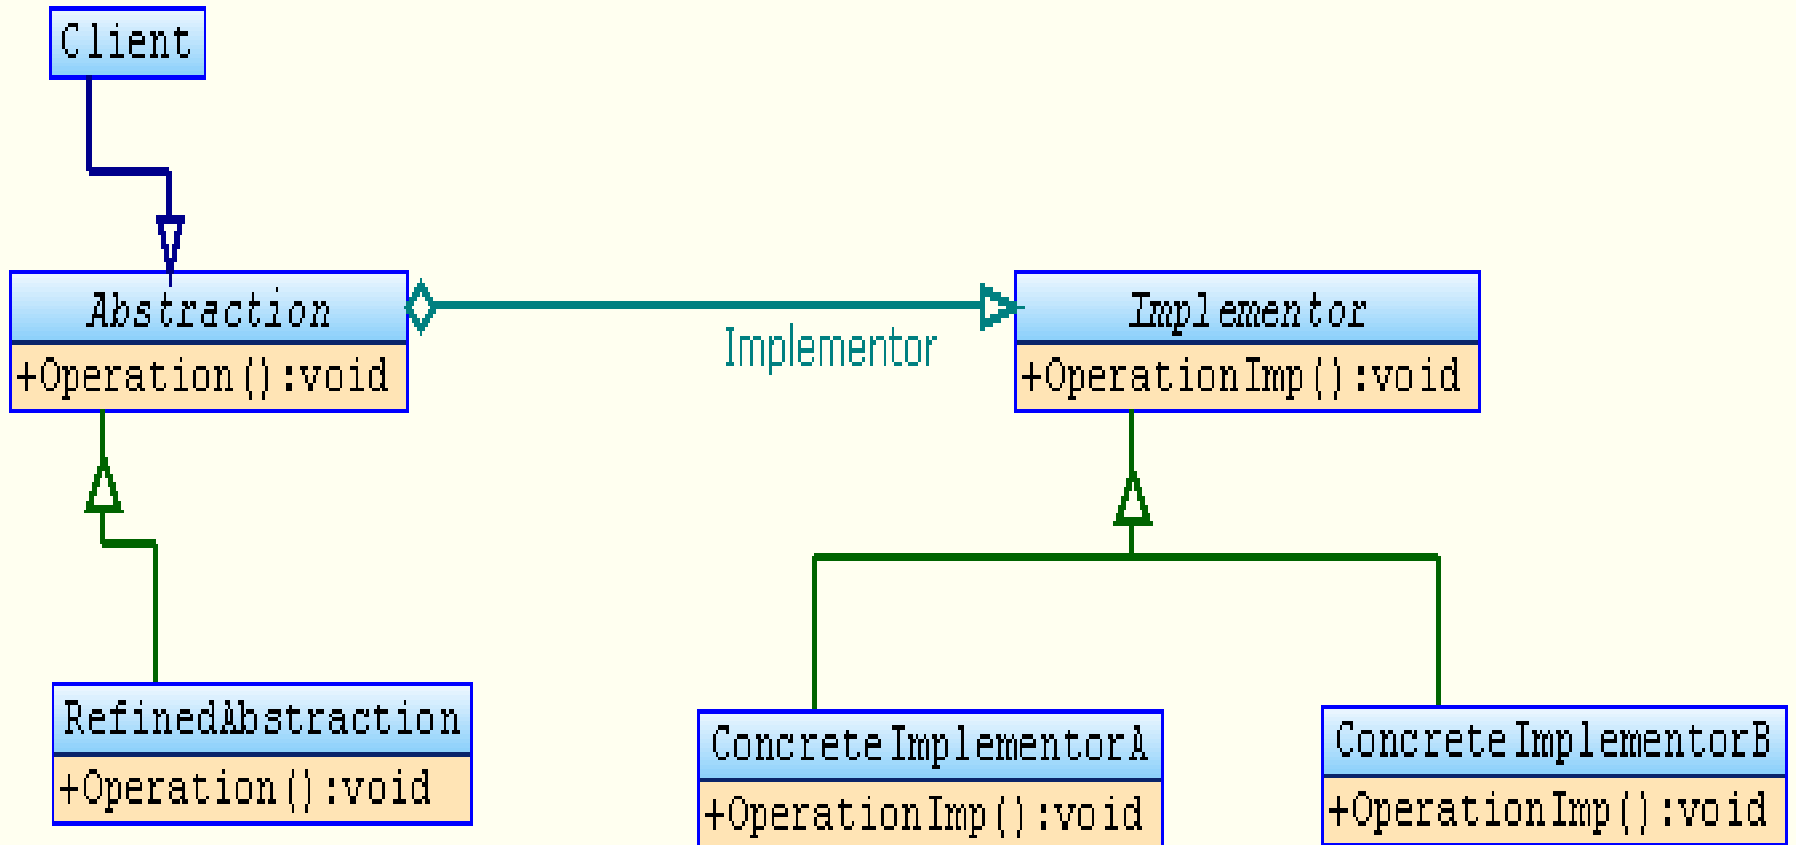 Client
Abstraction
+Operation():void
Implementor
Implementor
+OperationImp():void
RefinedAbstraction
+Operation():void
ConcreteImplementorA
+OperationImp():void
ConcreteImplementorB
+OperationImp():void